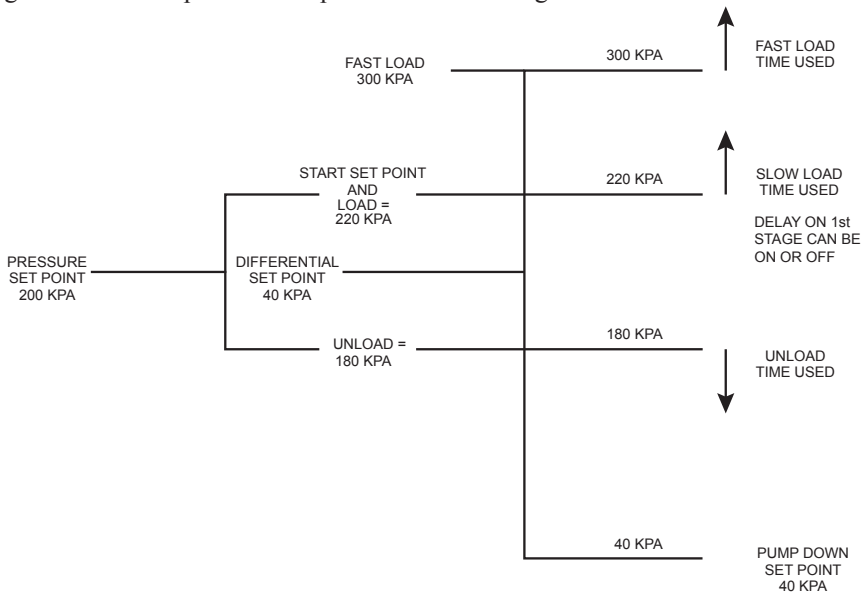 FAST LOAD
300 KPA
300 KPA
FAST LOAD
TIME USED
START SET POINT
AND
LOAD =
220 KPA
220 KPA
SLOW LOAD
TIME USED
DELAY ON 1st
STAGE CAN BE
ON OR OFF
PRESSURE
SET POINT
200 KPA
DIFFERENTIAL
SET POINT
40 KPA
UNLOAD =
180 KPA
180 KPA
UNLOAD
TIME USED
40 KPA
PUMP DOWN
SET POINT
40 KPA